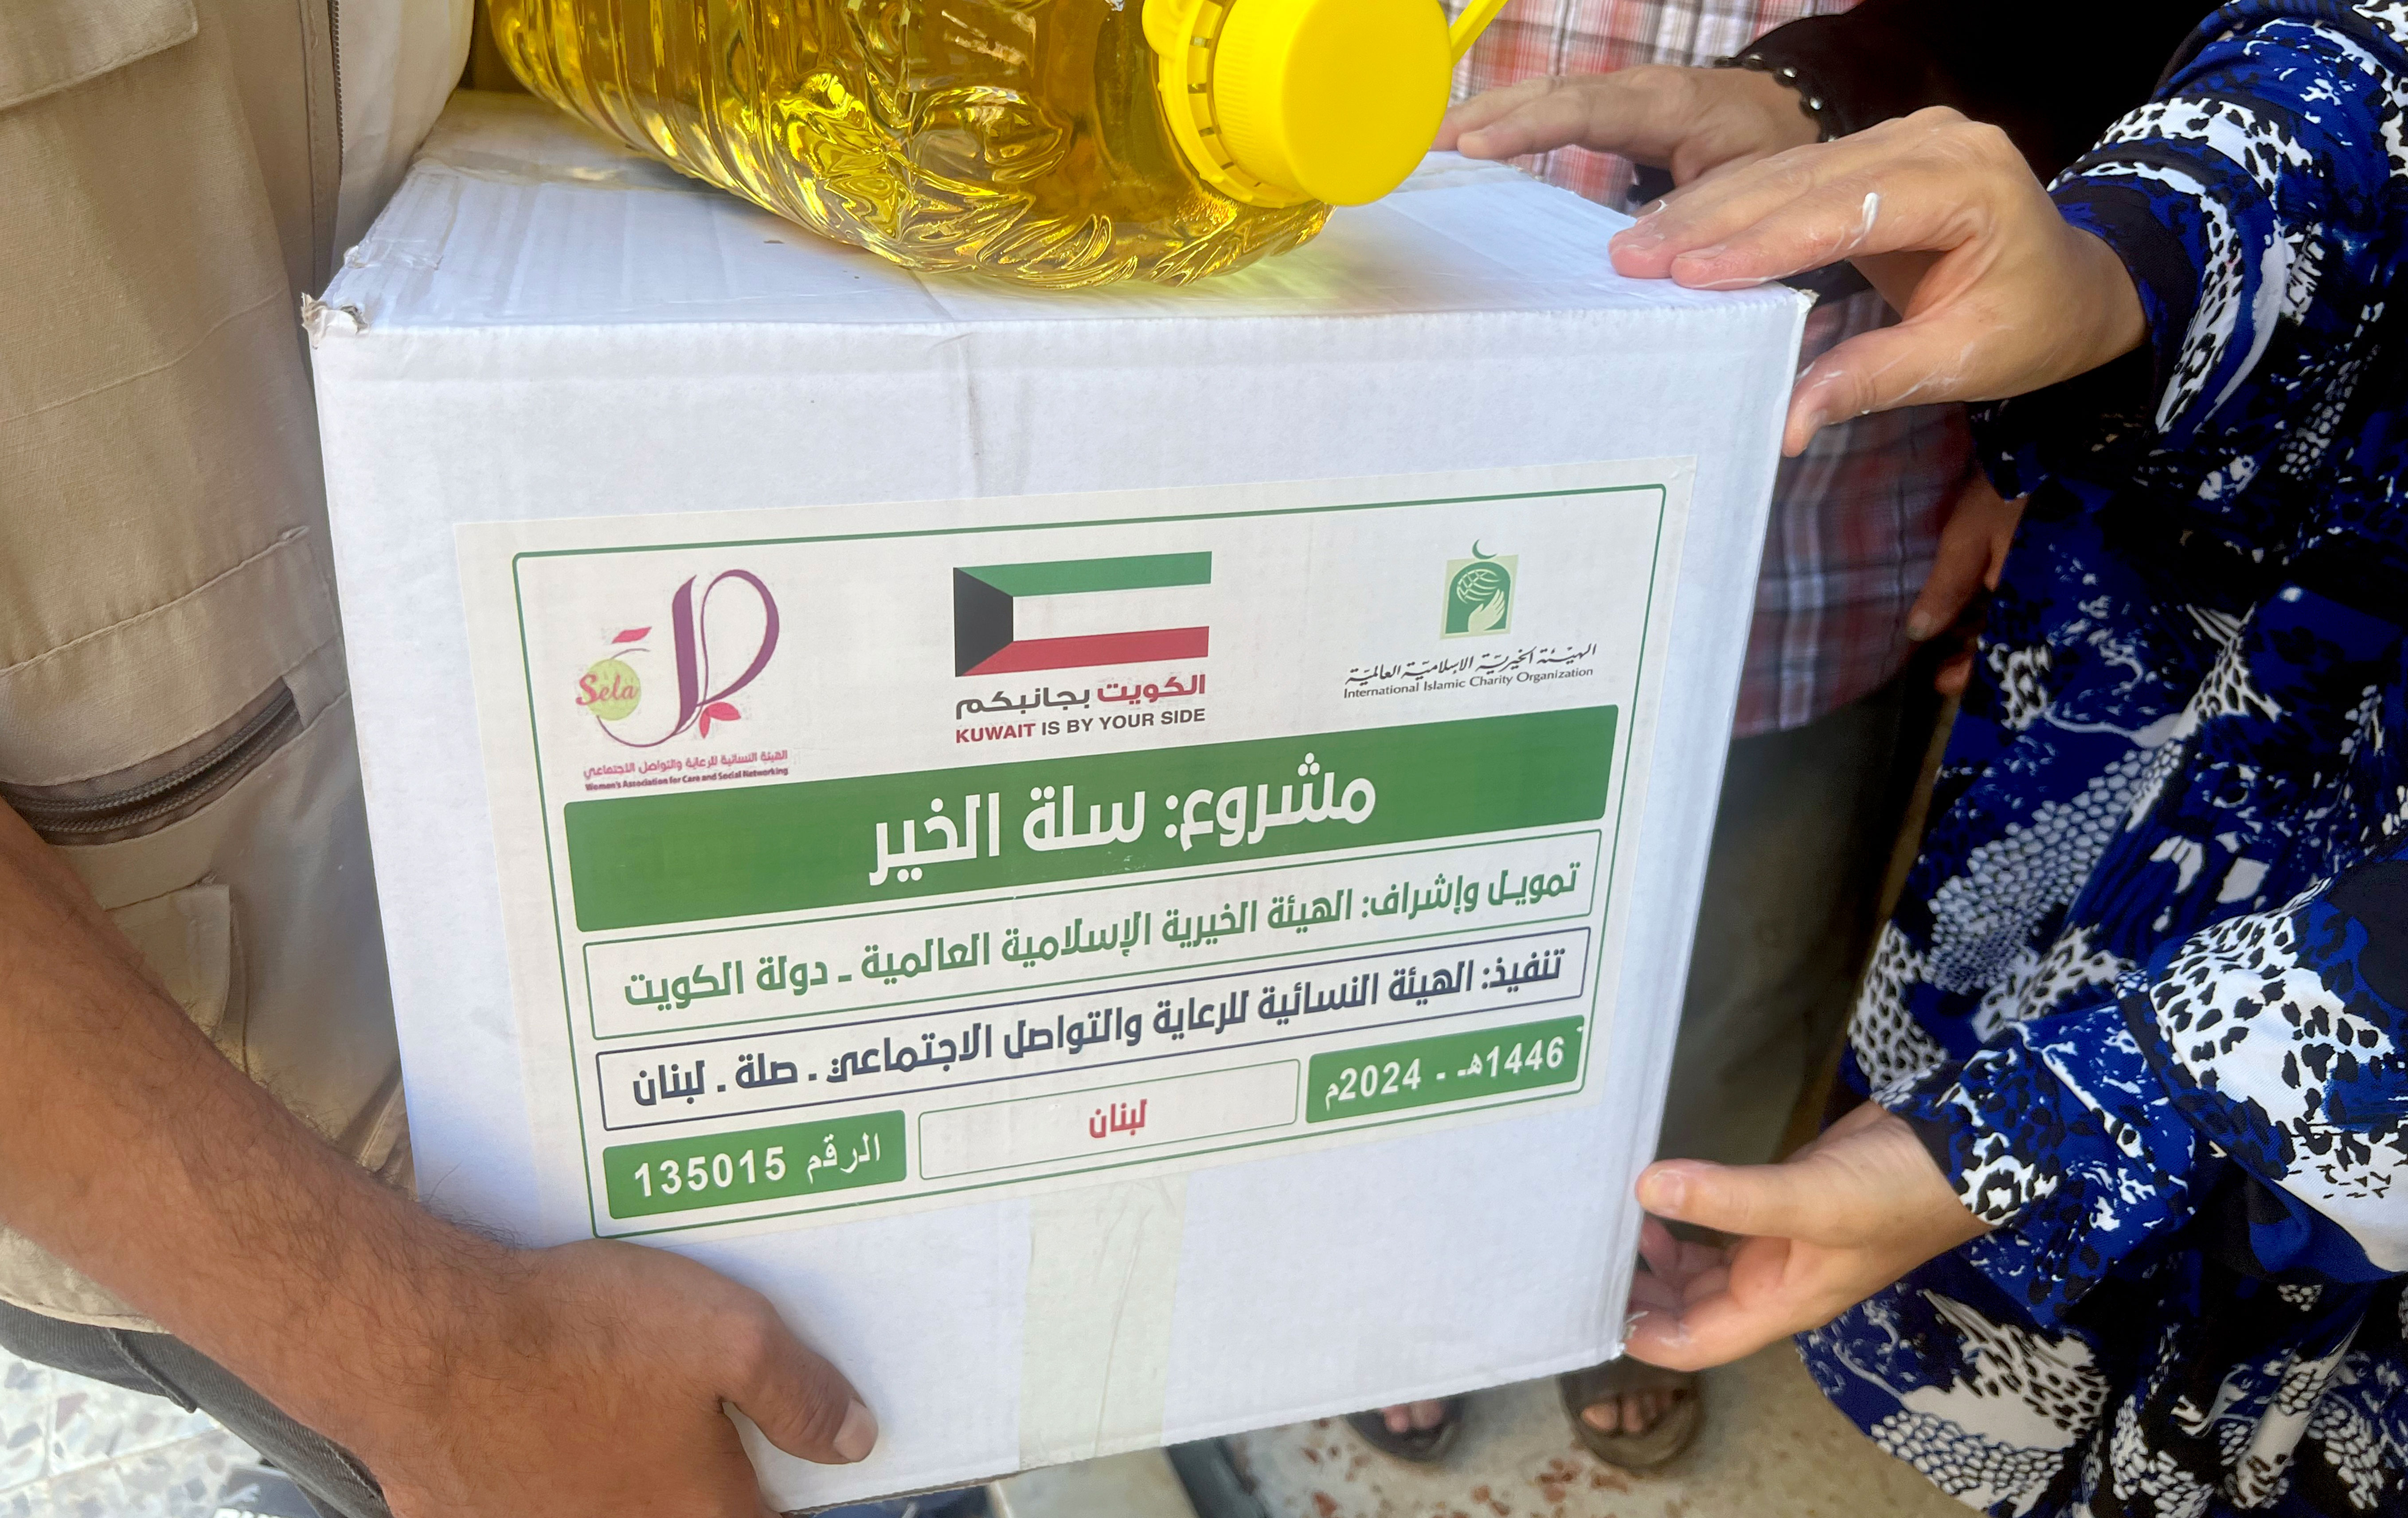 Sela
الهيئة النسائية للرعاية والتواصل الاجتماعي
Women's Association for Care and Social Networking
الكويت بجانبكم
KUWAIT IS BY YOUR SIDE
الهيئة الخيرية الإسلامية العالمية
International Islamic Charity Organization
مشروع: سلة الخير
تمويل وإشراف: الهيئة الخيرية الإسلامية العالمية - دولة الكويت
تنفيذ: الهيئة النسائية للرعاية والتواصل الاجتماعي - صلة - لبنان
1446هـ - 2024م
لبنان
الرقم 135015